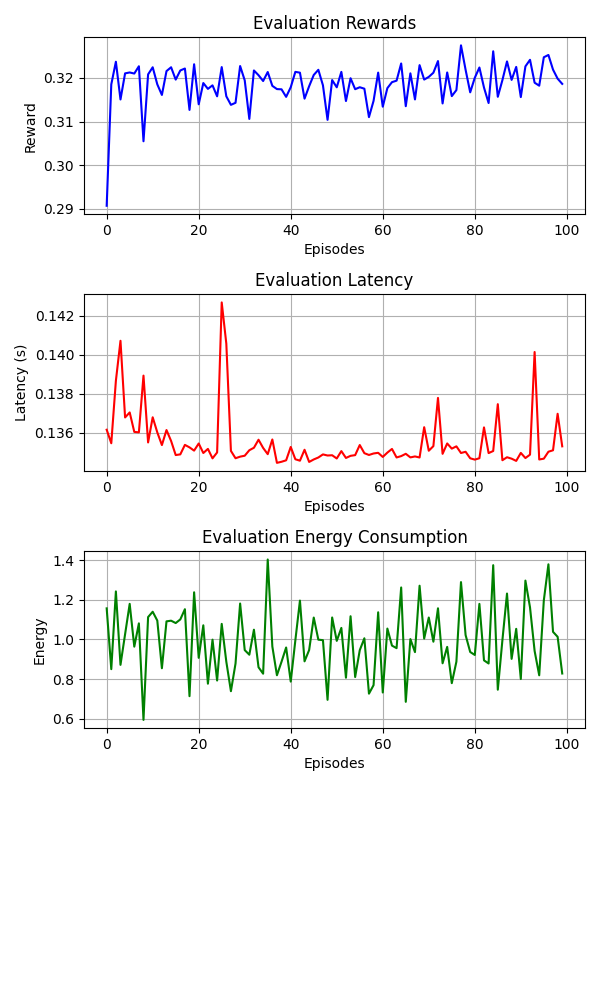 Evaluation Rewards
0.32
0.31
0.30
0.29
Reward
0 20 40 60 80 100
Episodes
Evaluation Latency
0.142
0.140
0.138
0.136
Latency (s)
0 20 40 60 80 100
Episodes
Evaluation Energy Consumption
1.4
1.2
1.0
0.8
0.6
Energy
0 20 40 60 80 100
Episodes